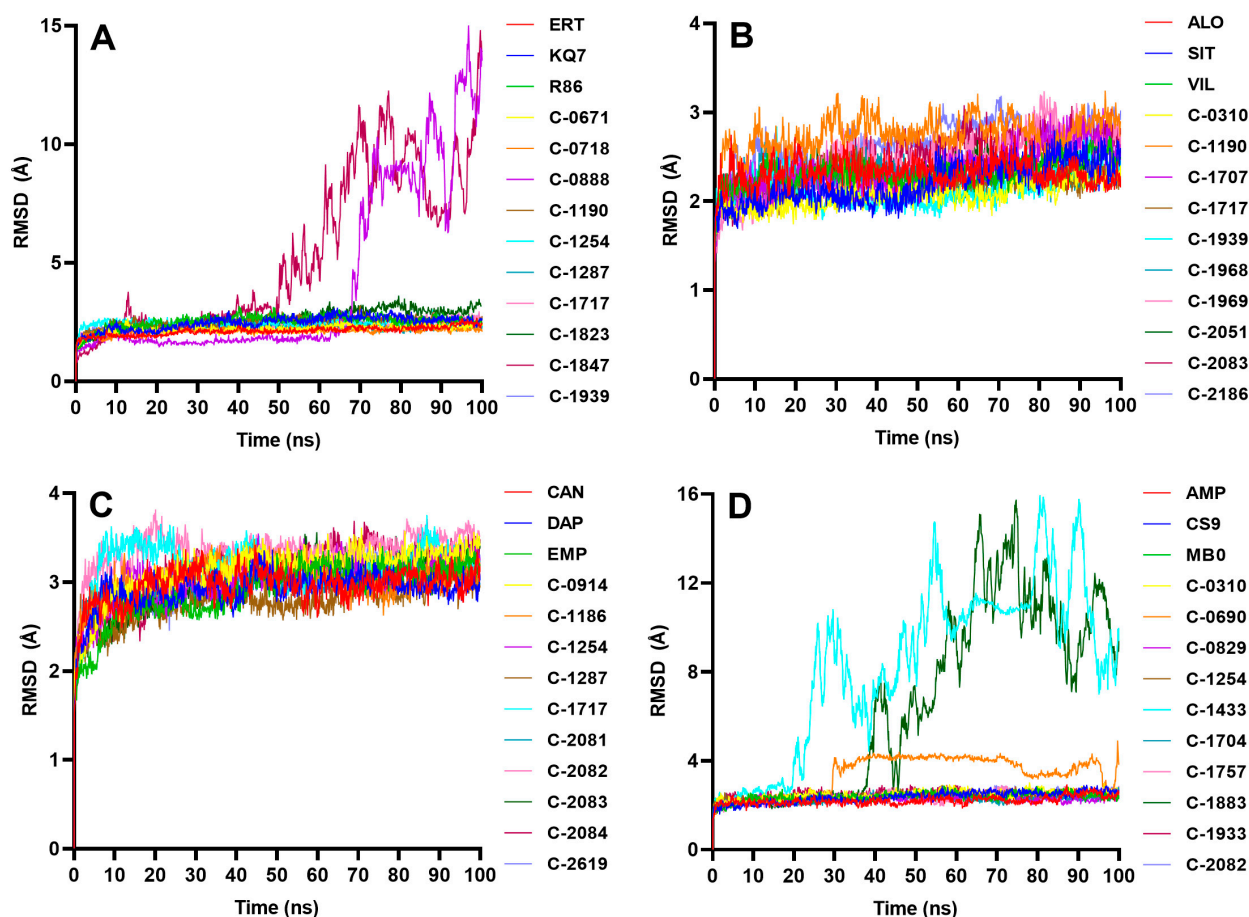 A
RMSD (Å)
15
10
5
0
0 10 20 30 40 50 60 70 80 90 100
Time (ns)
ERT
KQ7
R86
C-0671
C-0718
C-0888
C-1190
C-1254
C-1287
C-1717
C-1823
C-1847
C-1939
B
RMSD (Å)
4
3
2
1
0
0 10 20 30 40 50 60 70 80 90 100
Time (ns)
ALO
SIT
VIL
C-0310
C-1190
C-1707
C-1717
C-1939
C-1968
C-1969
C-2051
C-2083
C-2186
C
RMSD (Å)
4
3
2
1
0
0 10 20 30 40 50 60 70 80 90 100
Time (ns)
CAN
DAP
EMP
C-0914
C-1186
C-1254
C-1287
C-1717
C-2081
C-2082
C-2083
C-2084
C-2619
D
RMSD (Å)
16
12
8
4
0
0 10 20 30 40 50 60 70 80 90 100
Time (ns)
AMP
CS9
MB0
C-0310
C-0690
C-0829
C-1254
C-1433
C-1704
C-1757
C-1883
C-1933
C-2082